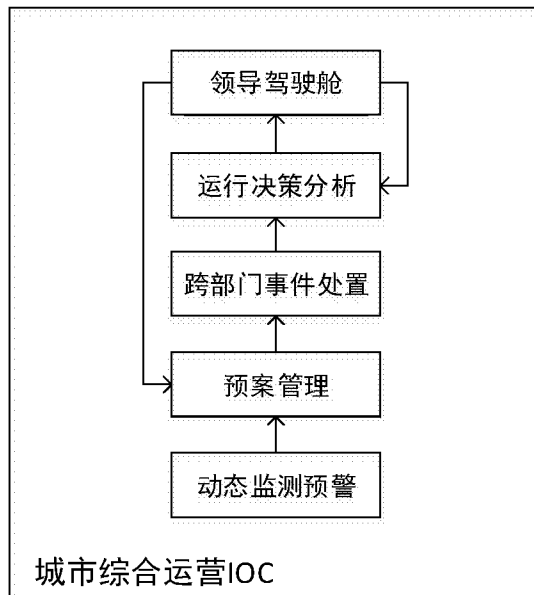 领导驾驶舱
运行决策分析
跨部门事件处置
预案管理
动态监测预警
城市综合运营IOC